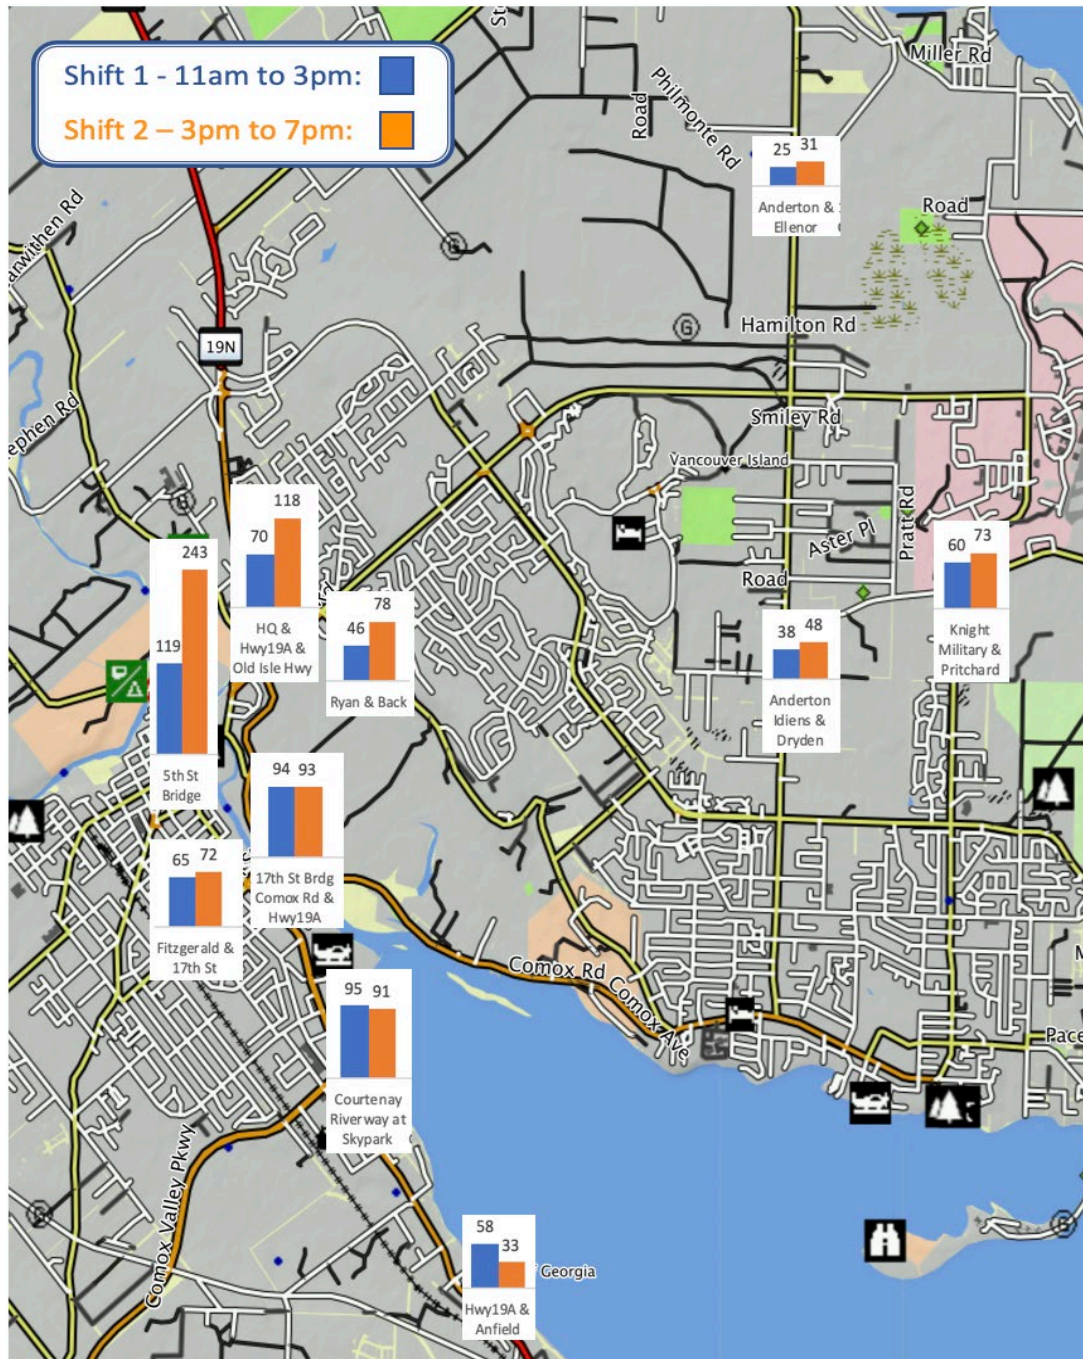 Shift 1 - 11am to 3pm:
Shift 2 – 3pm to 7pm:
Miller Rd
Philmonte Rd
Road
25 31
Anderton &
Ellenor
Road
19N
Hamilton Rd
Smiley Rd
Vancouver Island
Aster Pl
Pratt Rd
Road
70 118
HQ &
Hwy19A &
Old Isle Hwy
119 243
5th St
Bridge
46 78
Ryan & Back
38 48
Anderton
Idiens &
Dryden
60 73
Knight
Military &
Pritchard
94 93
17th St Brdg
Comox Rd &
Hwy19A
65 72
Fitzgerald &
17th St
Comox Rd
Comox Ave
95 91
Courtenay
Riverway at
Skypark
Comox Valley Pkwy
58 33
Hwy19A &
Anfield
Georgia